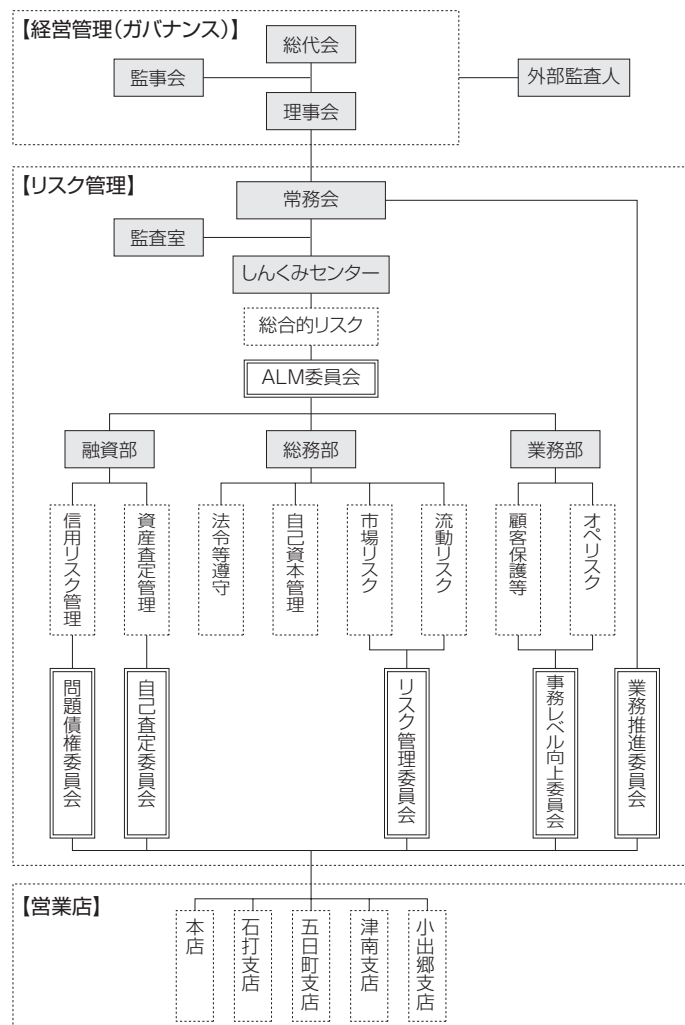 【経営管理(ガバナンス)】
総代会
監事会
外部監査人
理事会
【リスク管理】
常務会
監査室
しんくみセンター
総合的リスク
ALM委員会
融資部
総務部
業務部
信用リスク管理
資産査定管理
法令等遵守
自己資本管理
市場リスク
流動リスク
顧客保護等
オペリスク
問題債権委員会
自己査定委員会
リスク管理委員会
事務レベル向上委員会
業務推進委員会
【営業店】
本店
石打支店
五日町支店
津南支店
小出郷支店